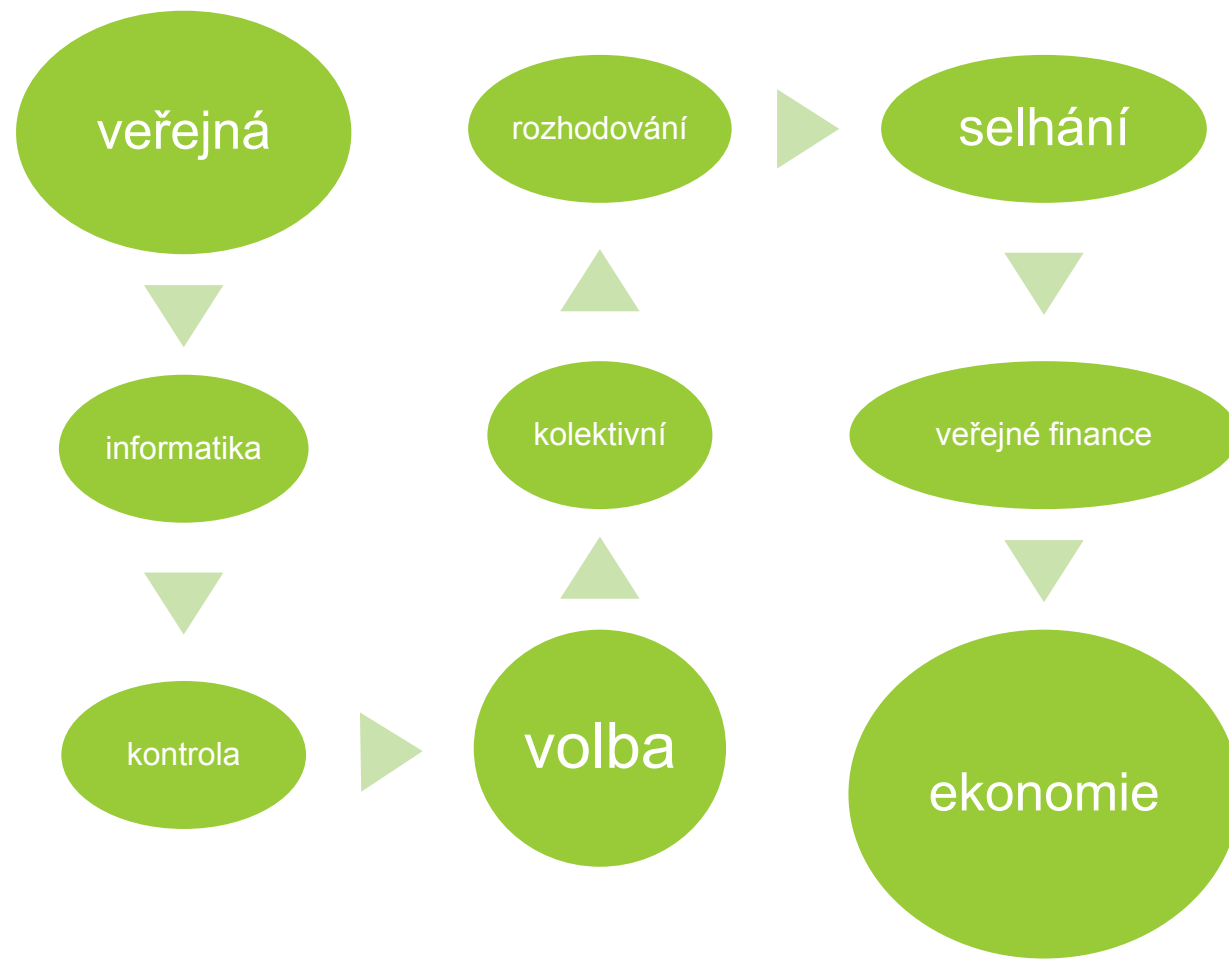 veřejná
informatika
kontrola
volba
kolektivní
rozhodování
selhání
veřejné finance
ekonomie